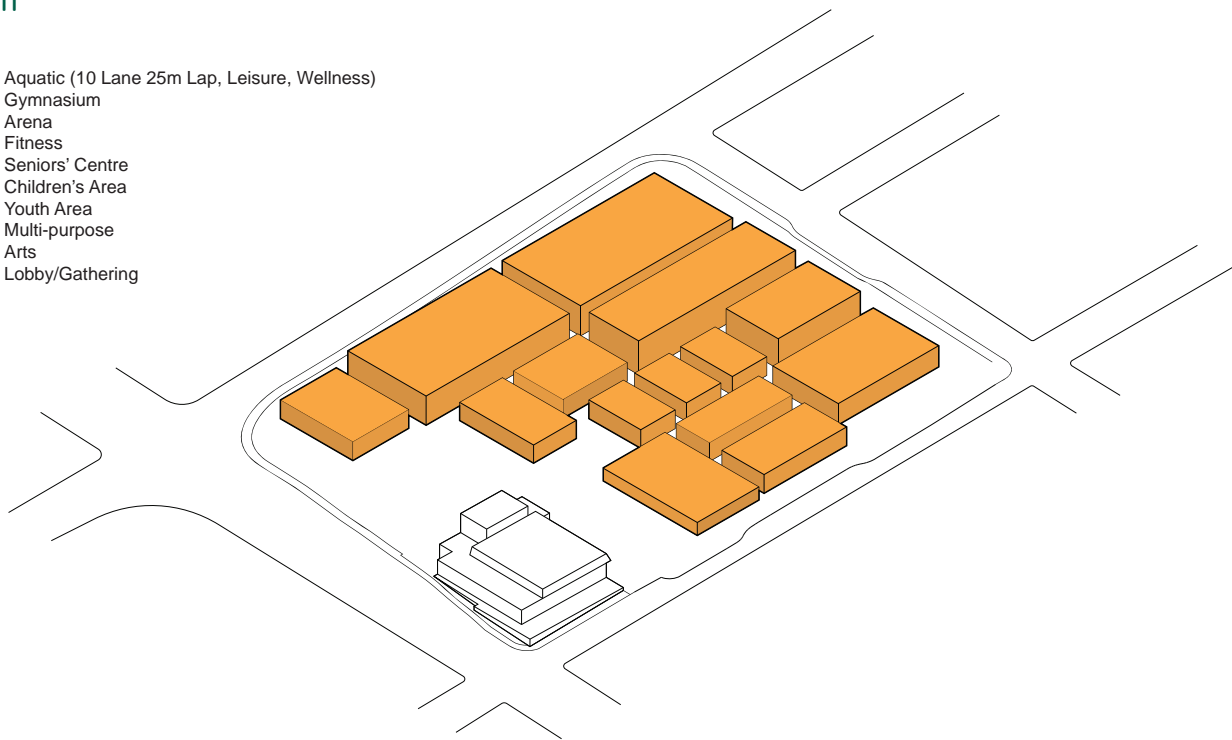 Aquatic (10 Lane 25m Lap, Leisure, Wellness)
Gymnasium
Arena
Fitness
Seniors’ Centre
Children’s Area
Youth Area
Multi-purpose
Arts
Lobby/Gathering